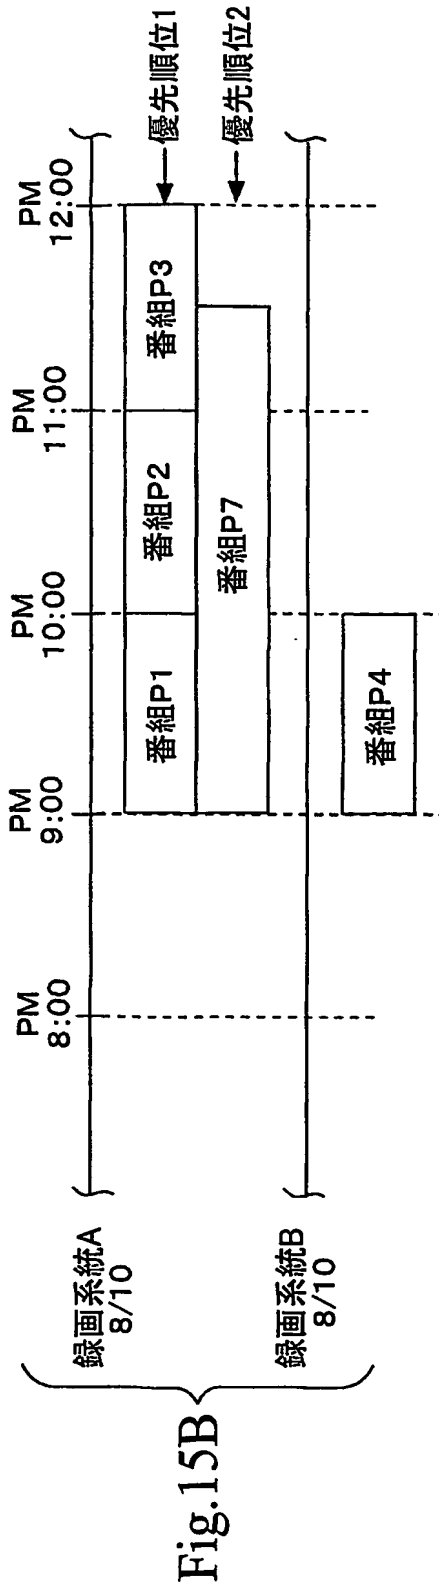 PM
8:00
PM
9:00
PM
10:00
PM
11:00
PM
12:00
録画系統A
8/10
番組P1
番組P2
番組P3
優先順位1
番組P7
優先順位2
録画系統B
8/10
番組P4
Fig.15B